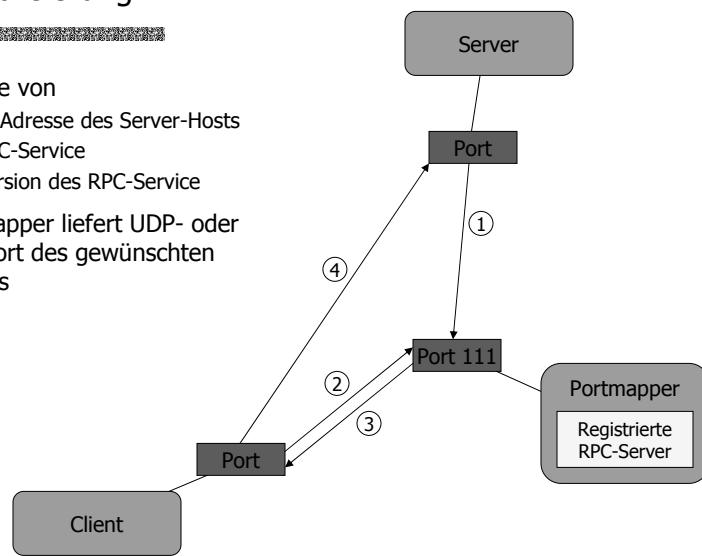 Server
e von
Adresse des Server-Hosts
C-Service
rsion des RPC-Service
apper liefert UDP- oder
ort des gewünschten
s
Port
1
4
Port 111
2
3
Portmapper
Registrierte
RPC-Server
Port
Client